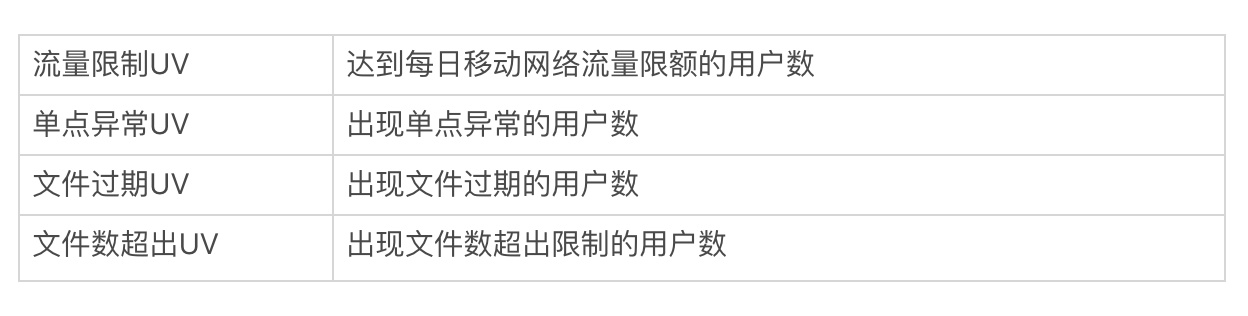 流量限制UV 达到每日移动网络流量限额的用户数
单点异常UV 出现单点异常的用户数
文件过期UV 出现文件过期的用户数
文件数超出UV 出现文件数超出限制的用户数